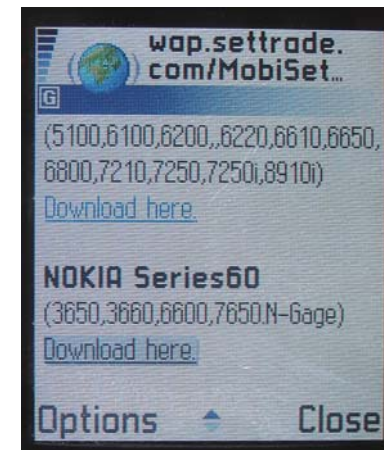 wap.settrade.
com/MobiSet...
G
(5100,6100,6200,,6220,6610,6650,
6800,7210,7250,7250i,8910i)
Download here.
NOKIA Series60
(3650,3660,6600,7650.N-Gage)
Download here.
Options
Close